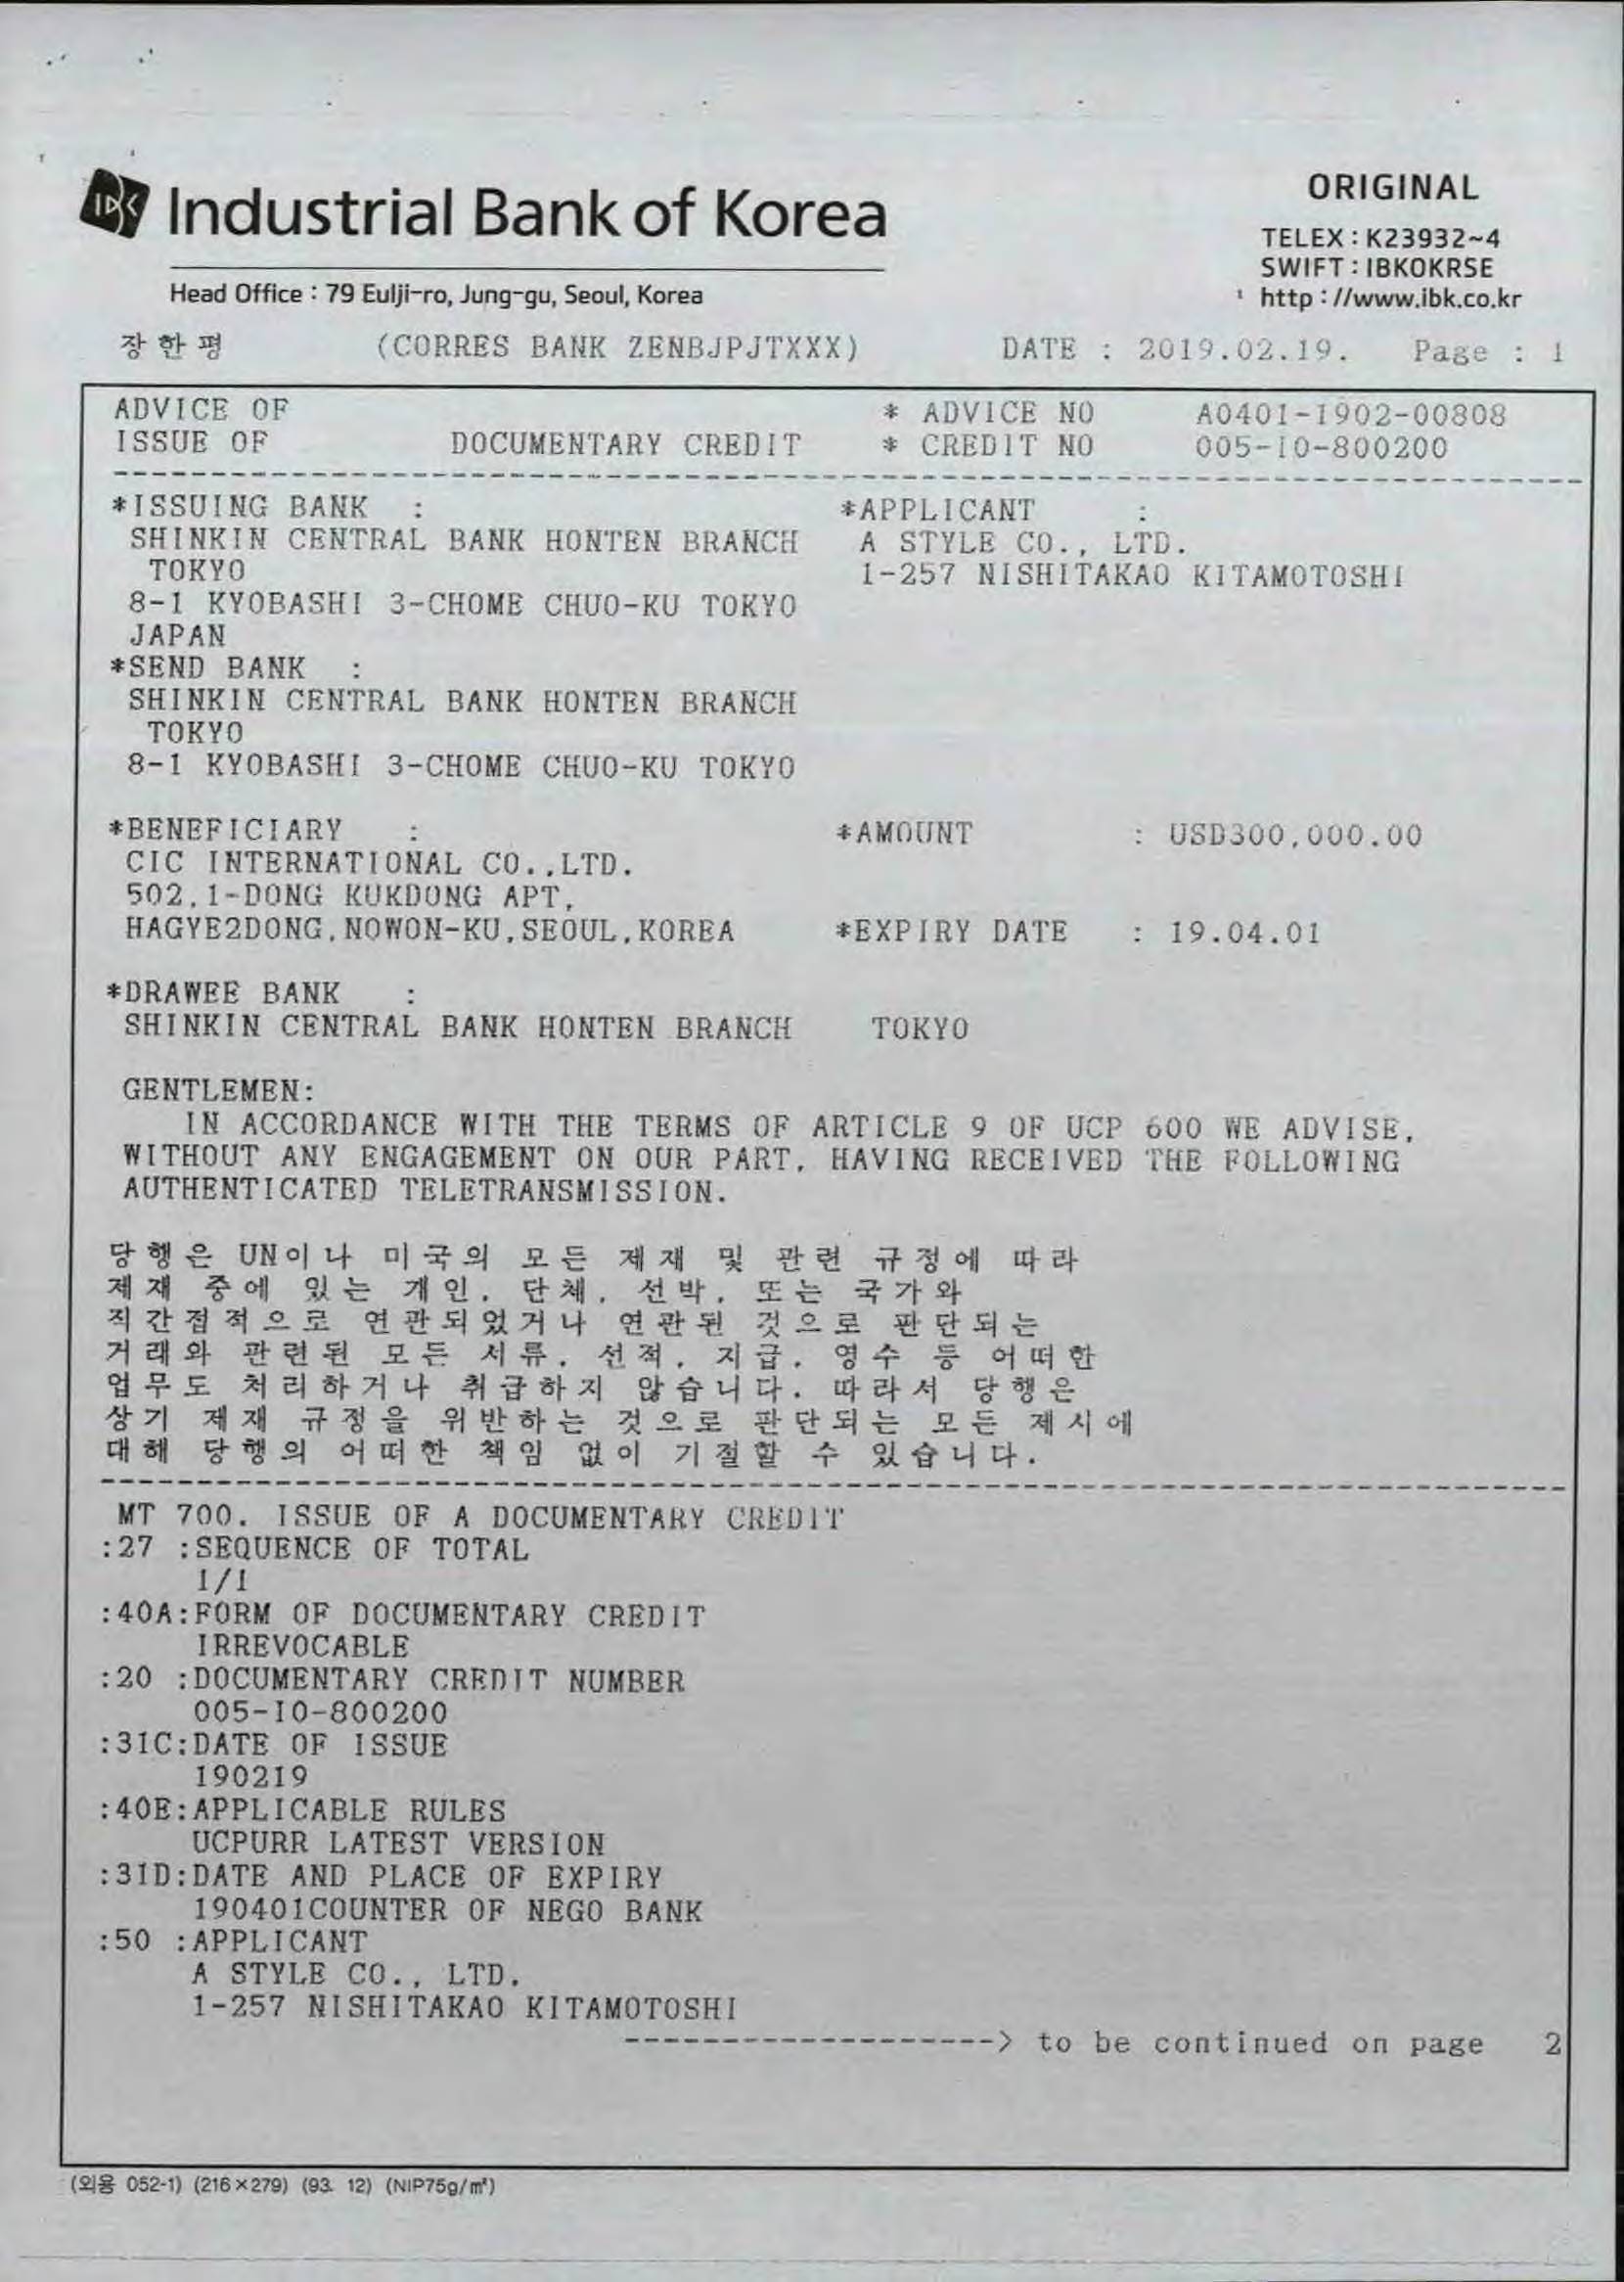 IBK Industrial Bank of Korea
ORIGINAL
TELEX : K23932~4
SWIFT : IBKOKRSE
Head Office : 79 Eulji-ro, Jung-gu, Seoul, Korea
http : //www.ibk.co.kr
장한평 (CORRES BANK ZENBJPJTXXX) DATE : 2019.02.19. Page : 1
ADVICE OF * ADVICE NO A0401-1902-00808
ISSUE OF DOCUMENTARY CREDIT * CREDIT NO 005-10-800200
*ISSUING BANK : *APPLICANT :
SHINKIN CENTRAL BANK HONTEN BRANCH A STYLE CO., LTD.
TOKYO 1-257 NISHITAKAO KITAMOTOSHI
8-1 KYOBASHI 3-CHOME CHUO-KU TOKYO
JAPAN
*SEND BANK :
SHINKIN CENTRAL BANK HONTEN BRANCH
TOKYO
8-1 KYOBASHI 3-CHOME CHUO-KU TOKYO
*BENEFICIARY : *AMOUNT : USD300,000.00
CIC INTERNATIONAL CO.,LTD.
502,1-DONG KUKDONG APT,
HAGYE2DONG,NOWON-KU,SEOUL,KOREA *EXPIRY DATE : 19.04.01
*DRAWEE BANK :
SHINKIN CENTRAL BANK HONTEN BRANCH TOKYO
GENTLEMEN:
IN ACCORDANCE WITH THE TERMS OF ARTICLE 9 OF UCP 600 WE ADVISE,
WITHOUT ANY ENGAGEMENT ON OUR PART, HAVING RECEIVED THE FOLLOWING
AUTHENTICATED TELETRANSMISSION.
당행은 UN이나 미국의 모든 제재 및 관련 규정에 따라
제재 중에 있는 개인, 단체, 선박, 또는 국가와
직간접적으로 연관되었거나 연관된 것으로 판단되는
거래와 관련된 모든 서류, 선적, 지급, 영수 등 어떠한
업무도 처리하거나 취급하지 않습니다. 따라서 당행은
상기 제재 규정을 위반하는 것으로 판단되는 모든 제시에
대해 당행의 어떠한 책임 없이 기절할 수 있습니다.
MT 700. ISSUE OF A DOCUMENTARY CREDIT
:27 :SEQUENCE OF TOTAL
1/1
:40A:FORM OF DOCUMENTARY CREDIT
IRREVOCABLE
:20 :DOCUMENTARY CREDIT NUMBER
005-10-800200
:31C:DATE OF ISSUE
190219
:40E:APPLICABLE RULES
UCPURR LATEST VERSION
:31D:DATE AND PLACE OF EXPIRY
190401COUNTER OF NEGO BANK
:50 :APPLICANT
A STYLE CO., LTD.
1-257 NISHITAKAO KITAMOTOSHI
-------------------> to be continued on page 2
(외용 052-1) (216×279) (93. 12) (NIP75g/㎡)